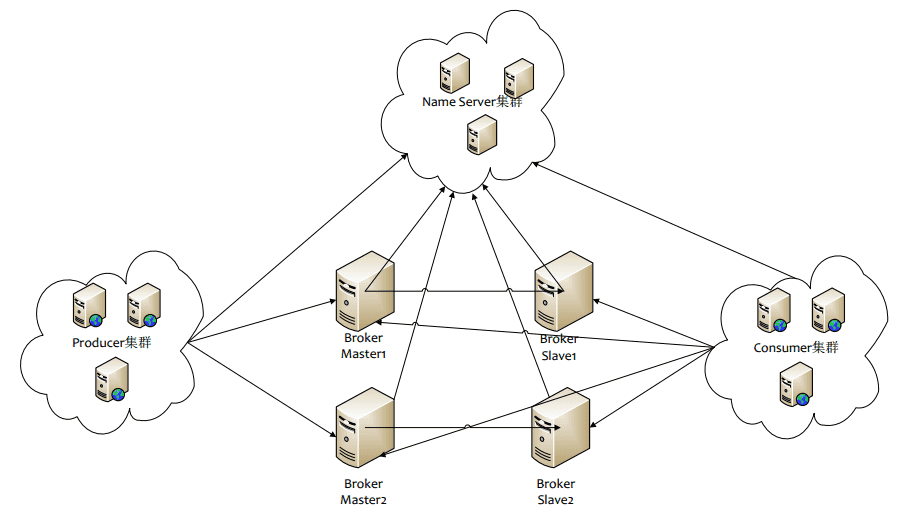 Name Server集群
Producer集群
Broker
Master1
Broker
Slave1
Consumer集群
Broker
Master2
Broker
Slave2